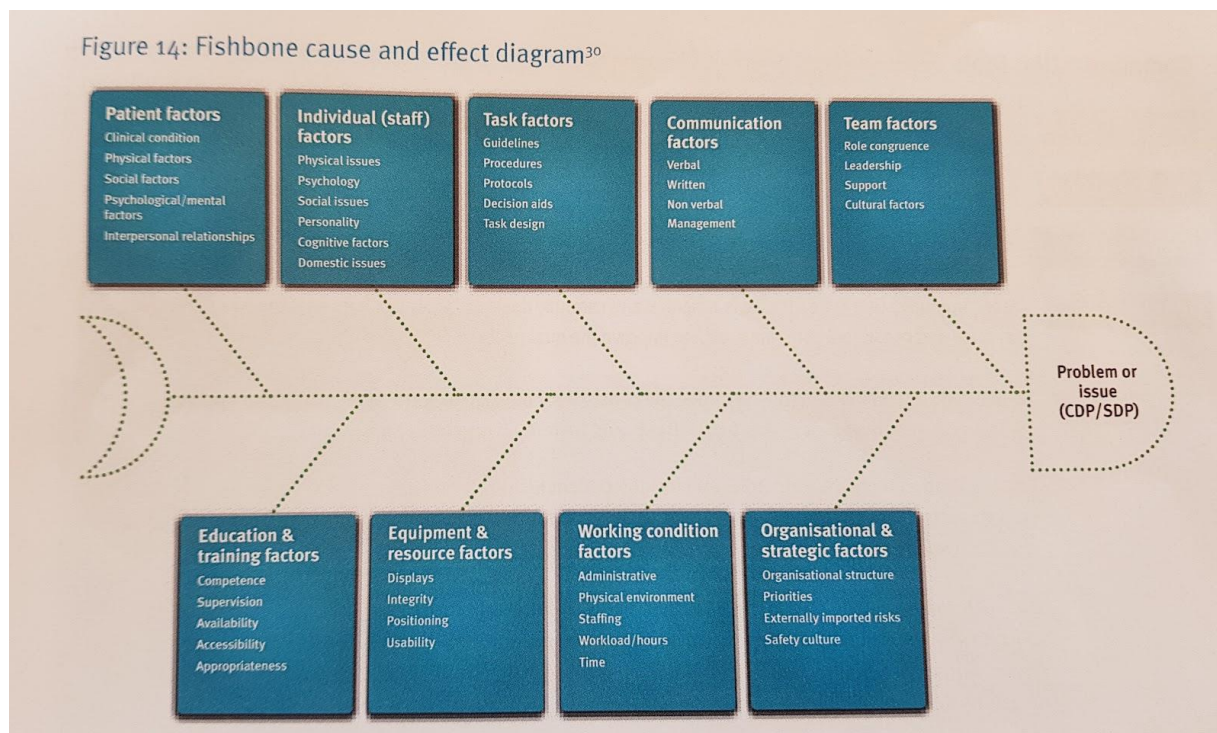 Figure 14: Fishbone cause and effect diagram³⁰
Patient factors
Clinical condition
Physical factors
Social factors
Psychological/mental
factors
Interpersonal relationships
Individual (staff)
factors
Physical issues
Psychology
Social issues
Personality
Cognitive factors
Domestic issues
Task factors
Guidelines
Procedures
Protocols
Decision aids
Task design
Communication
factors
Verbal
Written
Non verbal
Management
Team factors
Role congruence
Leadership
Support
Cultural factors
Problem or
issue
(CDP/SDP)
Education &
training factors
Competence
Supervision
Availability
Accessibility
Appropriateness
Equipment &
resource factors
Displays
Integrity
Positioning
Usability
Working condition
factors
Administrative
Physical environment
Staffing
Workload/hours
Time
Organisational &
strategic factors
Organisational structure
Priorities
Externally imported risks
Safety culture